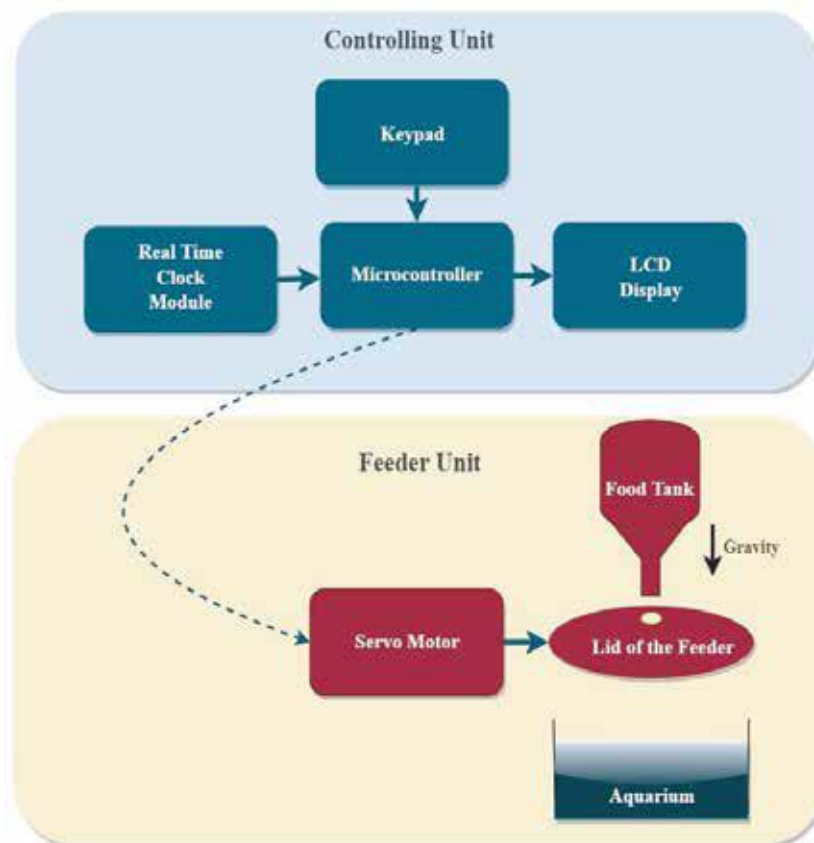 Controlling Unit
Keypad
Real Time
Clock
Module
Microcontroller
LCD
Display
Feeder Unit
Food Tank
Gravity
Servo Motor
Lid of the Feeder
Aquarium